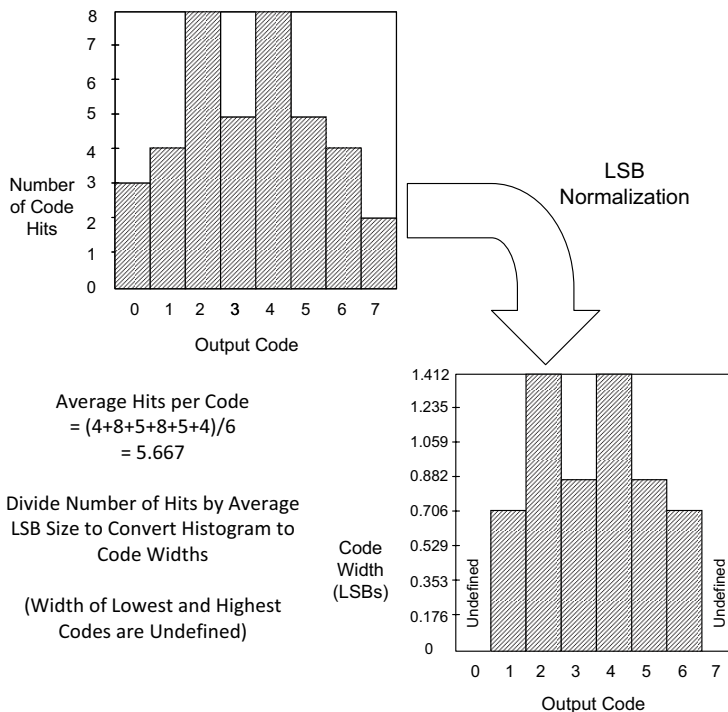 8
7
6
5
4
3
2
1
0
Number
of Code
Hits
0 1 2 3 4 5 6 7
Output Code
LSB
Normalization
Average Hits per Code
= (4+8+5+8+5+4)/6
= 5.667
Divide Number of Hits by Average
LSB Size to Convert Histogram to
Code Widths
(Width of Lowest and Highest
Codes are Undefined)
1.412
1.235
1.059
0.882
0.706
0.529
0.353
0.176
0
Code
Width
(LSBs)
Undefined
Undefined
0 1 2 3 4 5 6 7
Output Code